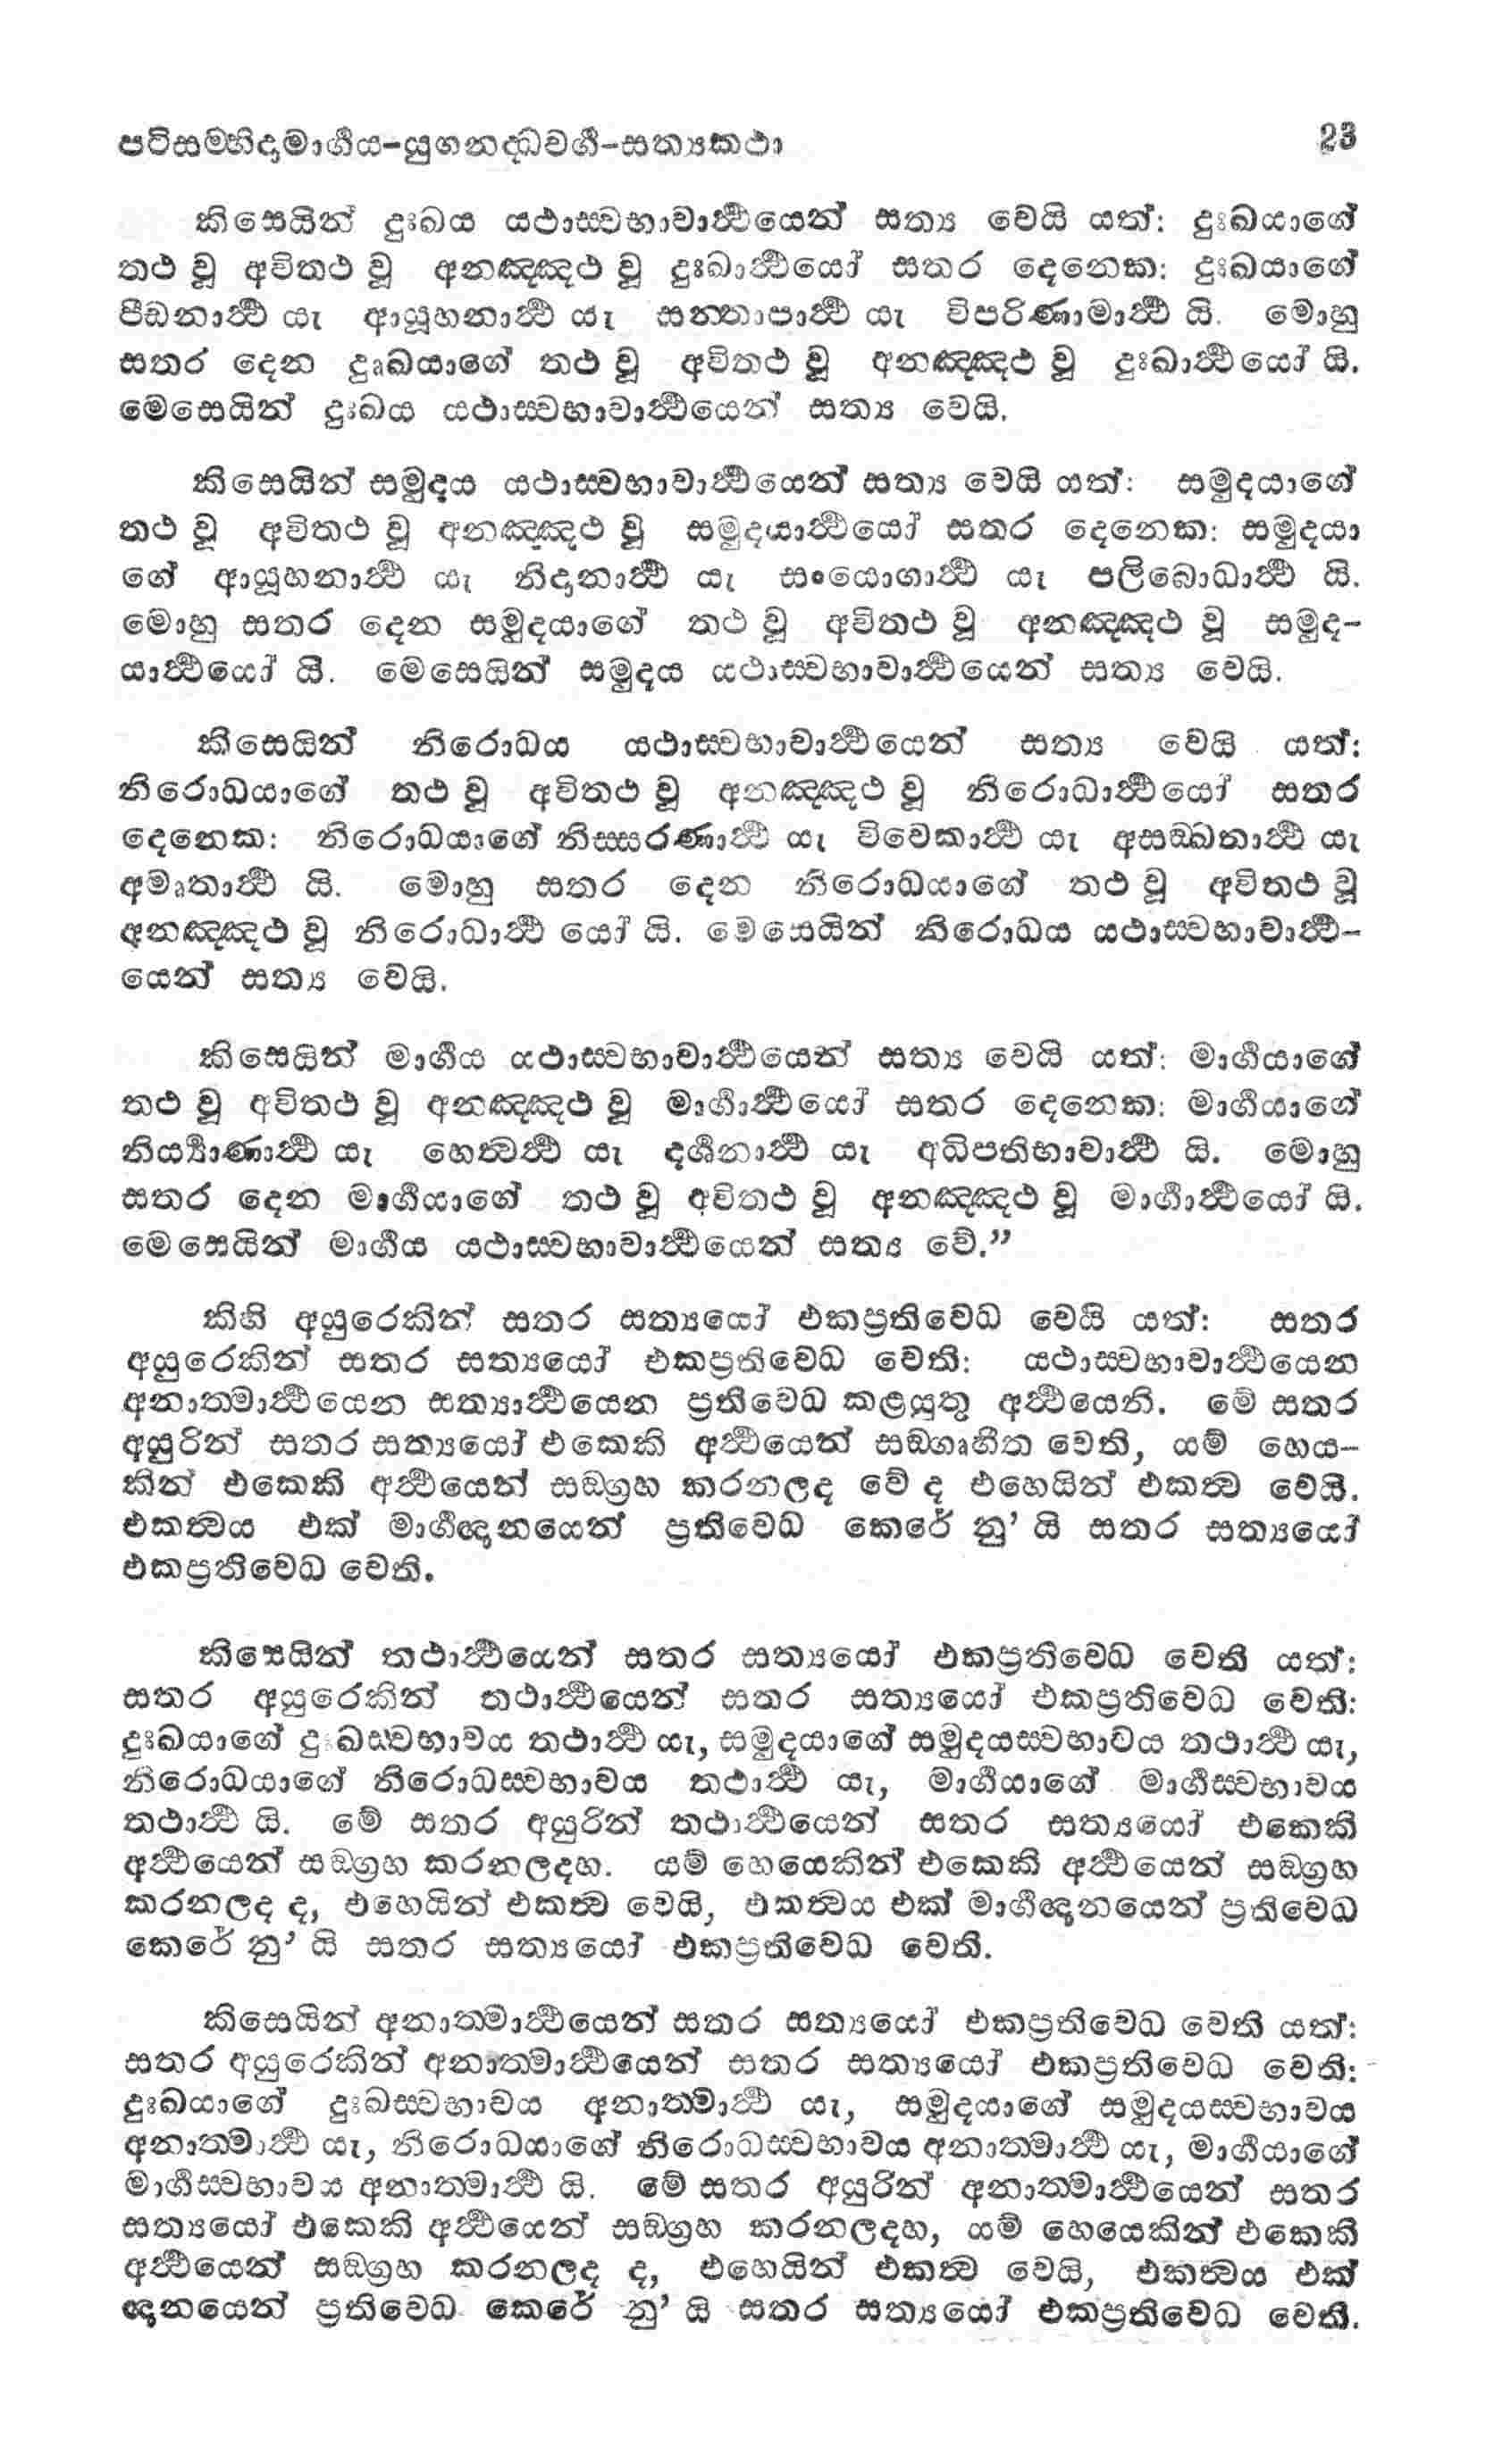 පටිසම්භිදාමාර්‍ගය-යුගනද්ධවර්‍ග-සත්‍යකථා 23
කිසෙයින් දුඃඛය යථාස්වභාවාර්‍ථයෙන් සත්‍ය වෙයි යත්: දුඃඛයාගේ
තථ වූ අවිතථ වූ අනඤ්ඤථ වූ දුඃඛාර්‍ථයෝ සතර දෙනෙක: දුඃඛයාගේ
පීඩනාර්‍ථ යැ ආයූහනාර්‍ථ යැ සන්තාපාර්‍ථ යැ විපරිණාමාර්‍ථ යි. මොහු
සතර දෙන දුඃඛයාගේ තථ වූ අවිතථ වූ අනඤ්ඤථ වූ දුඃඛාර්‍ථයෝ යි.
මෙසෙයින් දුඃඛය යථාස්වභාවාර්‍ථයෙන් සත්‍ය වෙයි.
කිසෙයින් සමුදය යථාස්වභාවාර්‍ථයෙන් සත්‍ය වෙයි යත්: සමුදයාගේ
තථ වූ අවිතථ වූ අනඤ්ඤථ වූ සමුදයාර්‍ථයෝ සතර දෙනෙක: සමුදයා
ගේ ආයූහනාර්‍ථ යැ නිදානාර්‍ථ යැ සංයොගාර්‍ථ යැ පලිබොධාර්‍ථ යි.
මොහු සතර දෙන සමුදයාගේ තථ වූ අවිතථ වූ අනඤ්ඤථ වූ සමුද-
යාර්‍ථයෝ යි. මෙසෙයින් සමුදය යථාස්වභාවාර්‍ථයෙන් සත්‍ය වෙයි.
කිසෙයින් නිරොධය යථාස්වභාවාර්‍ථයෙන් සත්‍ය වෙයි යත්:
නිරොධයාගේ තථ වූ අවිතථ වූ අනඤ්ඤථ වූ නිරොධාර්‍ථයෝ සතර
දෙනෙක: නිරොධයාගේ නිස්සරණාර්‍ථ යැ විවෙකාර්‍ථ යැ අසඞ්ඛතාර්‍ථ යැ
අමෘතාර්‍ථ යි. මොහු සතර දෙන නිරොධයාගේ තථ වූ අවිතථ වූ
අනඤ්ඤථ වූ නිරොධාර්‍ථ යෝ යි. මෙසෙයින් නිරොධය යථාස්වභාවාර්‍ථ-
යෙන් සත්‍ය වෙයි.
කිසෙයින් මාර්‍ගය යථාස්වභාවාර්‍ථයෙන් සත්‍ය වෙයි යත්: මාර්‍ගයාගේ
තථ වූ අවිතථ වූ අනඤ්ඤථ වූ මාර්‍ගාර්‍ථයෝ සතර දෙනෙක: මාර්‍ගයාගේ
නිර්‍ය්‍යාණාර්‍ථ යැ හෙත්වර්‍ථ යැ දර්‍ශනාර්‍ථ යැ අධිපතිභාවාර්‍ථ යි. මොහු
සතර දෙන මාර්‍ගයාගේ තථ වූ අවිතථ වූ අනඤ්ඤථ වූ මාර්‍ගාර්‍ථයෝ යි.
මෙසෙයින් මාර්‍ගය යථාස්වභාවාර්‍ථයෙන් සත්‍ය වේ.”
කිහි අයුරෙකින් සතර සත්‍යයෝ එකප්‍රතිවෙධ වෙයි යත්: සතර
අයුරෙකින් සතර සත්‍යයෝ එකප්‍රතිවෙධ වෙති: යථාස්වභාවාර්‍ථයෙන
අනාත්මාර්‍ථයෙන සත්‍යාර්‍ථයෙන ප්‍රතිවෙධ කළයුතු අර්‍ථයෙනි. මේ සතර
අයුරින් සතර සත්‍යයෝ එකෙකි අර්‍ථයෙන් සඞ්ගෘහීත වෙති, යම් හෙය-
කින් එකෙකි අර්‍ථයෙන් සඞ්ග්‍රහ කරනලද වේ ද එහෙයින් එකත්ව වෙයි.
එකත්වය එක් මාර්‍ගඥානයෙන් ප්‍රතිවෙධ කෙරේ නු’ යි සතර සත්‍යයෝ
එකප්‍රතිවෙධ වෙති.
කිසෙයින් තථාර්‍ථයෙන් සතර සත්‍යයෝ එකප්‍රතිවෙධ වෙති යත්:
සතර අයුරෙකින් තථාර්‍ථයෙන් සතර සත්‍යයෝ එකප්‍රතිවෙධ වෙති:
දුඃඛයාගේ දුඃඛස්වභාවය තථාර්‍ථ යැ, සමුදයාගේ සමුදයස්වභාවය තථාර්‍ථ යැ,
නිරොධයාගේ නිරොධස්වභාවය තථාර්‍ථ යැ, මාර්‍ගයාගේ මාර්‍ගස්වභාවය
තථාර්‍ථ යි. මේ සතර අයුරින් තථාර්‍ථයෙන් සතර සත්‍යයෝ එකෙකි
අර්‍ථයෙන් සඞ්ග්‍රහ කරනලදහ. යම් හෙයෙකින් එකෙකි අර්‍ථයෙන් සඞ්ග්‍රහ
කරනලද ද, එහෙයින් එකත්ව වෙයි, එකත්වය එක් මාර්‍ගඥානයෙන් ප්‍රතිවෙධ
කෙරේ නු’ යි සතර සත්‍යයෝ එකප්‍රතිවෙධ වෙති.
කිසෙයින් අනාත්මාර්‍ථයෙන් සතර සත්‍යයෝ එකප්‍රතිවෙධ වෙති යත්:
සතර අයුරෙකින් අනාත්මාර්‍ථයෙන් සතර සත්‍යයෝ එකප්‍රතිවෙධ වෙති:
දුඃඛයාගේ දුඃඛස්වභාවය අනාත්මාර්‍ථ යැ, සමුදයාගේ සමුදයස්වභාවය
අනාත්මාර්‍ථ යැ, නිරොධයාගේ නිරොධස්වභාවය අනාත්මාර්‍ථ යැ, මාර්‍ගයාගේ
මාර්‍ගස්වභාවය අනාත්මාර්‍ථ යි. මේ සතර අයුරින් අනාත්මාර්‍ථයෙන් සතර
සත්‍යයෝ එකෙකි අර්‍ථයෙන් සඞ්ග්‍රහ කරනලදහ, යම් හෙයෙකින් එකෙකි
අර්‍ථයෙන් සඞ්ග්‍රහ කරනලද ද, එහෙයින් එකත්ව වෙයි, එකත්වය එක්
ඥානයෙන් ප්‍රතිවෙධ කෙරේ නු’ යි සතර සත්‍යයෝ එකප්‍රතිවෙධ වෙති.